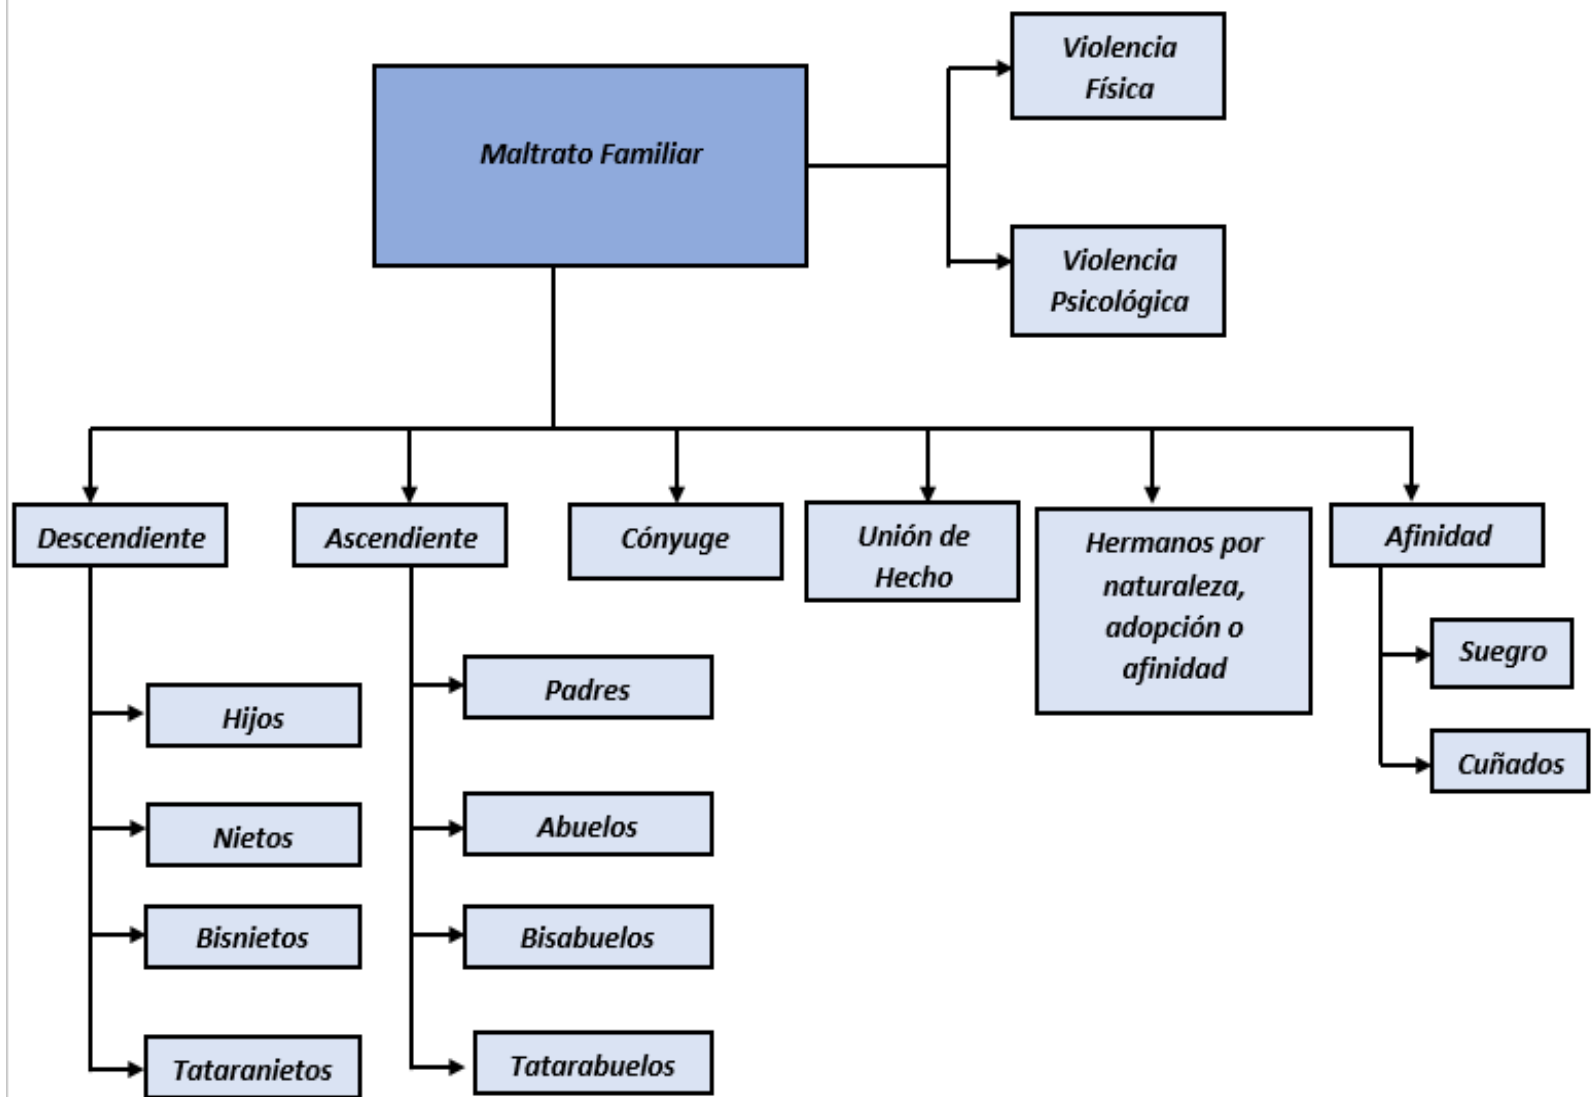 Violencia
Física
Maltrato Familiar
Violencia
Psicológica
Descendiente
Ascendiente
Cónyuge
Unión de
Hecho
Hermanos por
naturaleza,
adopción o
afinidad
Afinidad
Hijos
Nietos
Bisnietos
Tataranietos
Padres
Abuelos
Bisabuelos
Tatarabuelos
Suegro
Cuñados